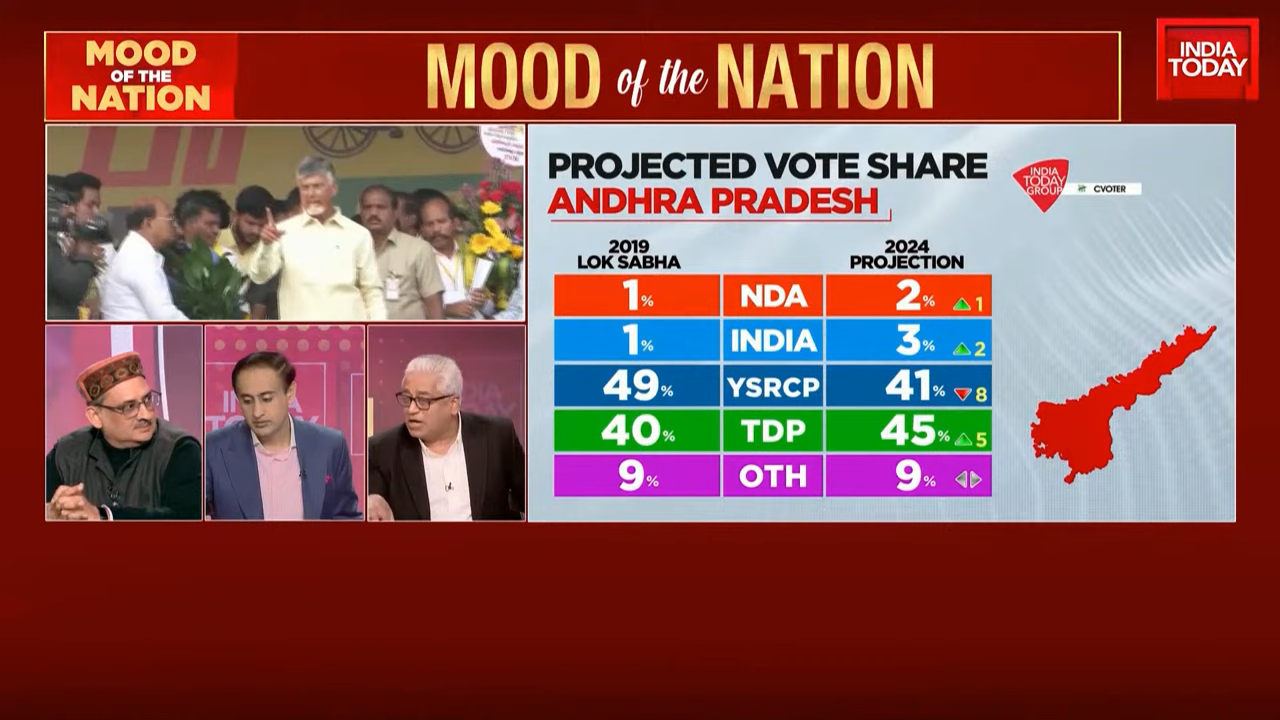 MOOD
OF THE
NATION
MOOD of the NATION
INDIA
TODAY
PROJECTED VOTE SHARE
ANDHRA PRADESH
INDIA
TODAY
GROUP
CVOTER
2019
LOK SABHA
2024
PROJECTION
1% NDA 2% 1
1% INDIA 3% 2
49% YSRCP 41% 8
40% TDP 45% 5
9% OTH 9%